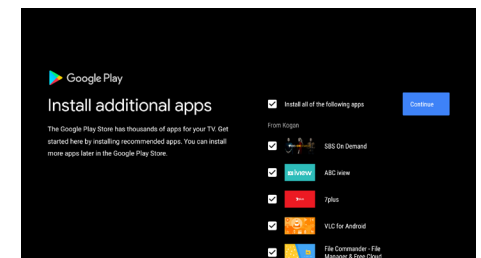 Google Play
Install additional apps
The Google Play Store has thousands of apps for your TV. Get
started here by installing recommended apps. You can install
more apps later in the Google Play Store.
Install all of the following apps
Continue
From Kogan
SBS On Demand
iview
ABC iview
7plus
VLC for Android
File Commander - File
Manager & Free Cloud